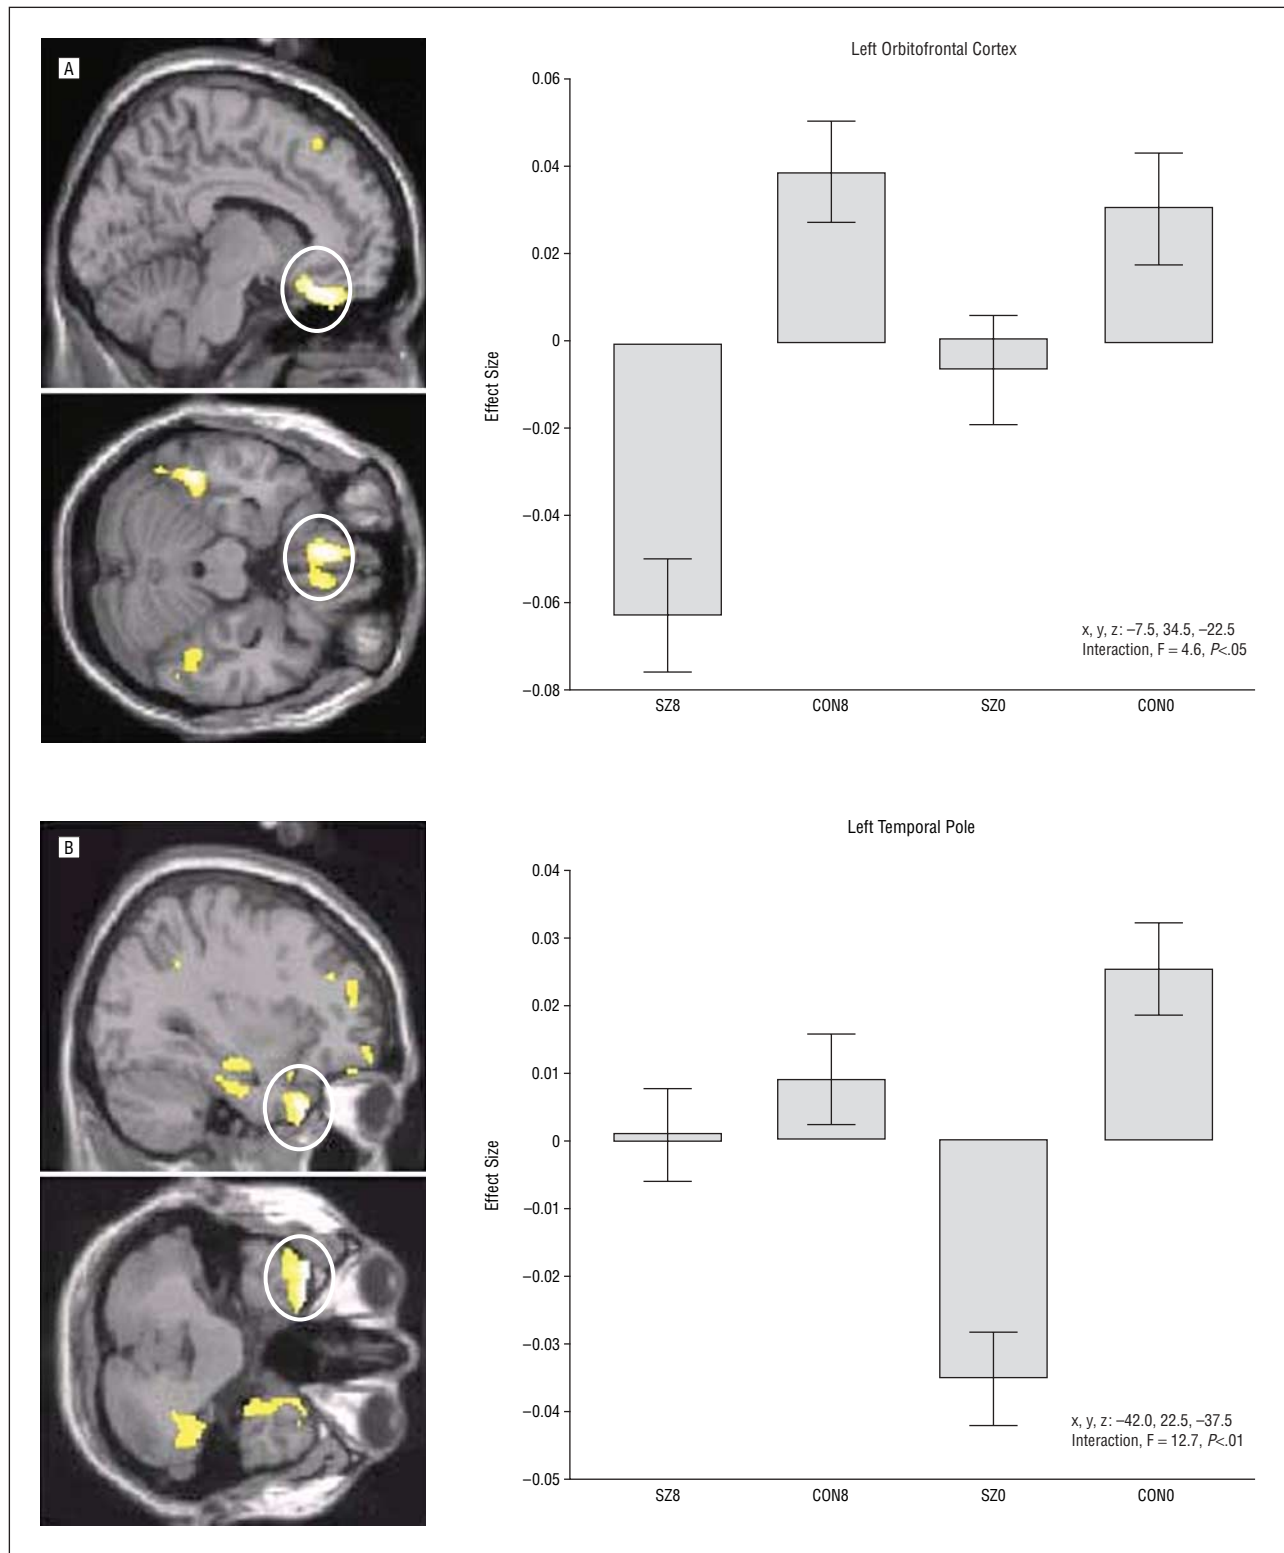 A
Left Orbitofrontal Cortex
0.06
0.04
0.02
0
–0.02
–0.04
–0.06
–0.08
Effect Size
SZ8 CON8 SZ0 CON0
x, y, z: –7.5, 34.5, –22.5
Interaction, F = 4.6, P<.05
B
Left Temporal Pole
0.04
0.03
0.02
0.01
0
–0.01
–0.02
–0.03
–0.04
–0.05
Effect Size
SZ8 CON8 SZ0 CON0
x, y, z: –42.0, 22.5, –37.5
Interaction, F = 12.7, P<.01